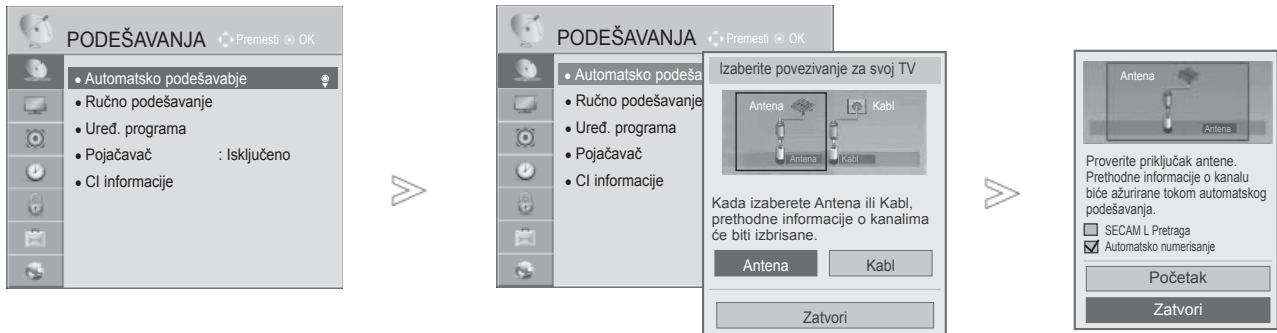 PODEŠAVANJA Premesti OK
• Automatsko podešavabje
• Ručno podešavanje
• Uređ. programa
• Pojačavač : Isključeno
• CI informacije
PODEŠAVANJA Premesti OK
• Automatsko podeša
• Ručno podešavanje
• Uređ. programa
• Pojačavač
• CI informacije
Izaberite povezivanje za svoj TV
Antena Kabl
Antena Kabl
Kada izaberete Antena ili Kabl,
prethodne informacije o kanalima
će biti izbrisane.
Antena Kabl
Zatvori
Antena
Antena
Proverite priključak antene.
Prethodne informacije o kanalu
biće ažurirane tokom automatskog
podešavanja.
SECAM L Pretraga
Automatsko numerisanje
Početak
Zatvori